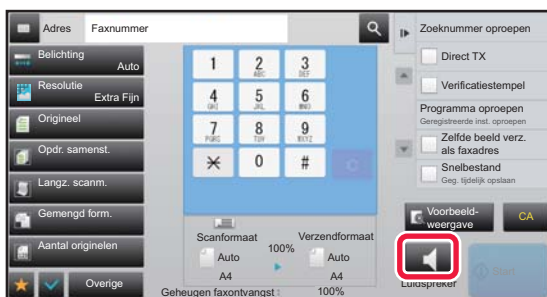 Adres Faxnummer
Zoeknummer oproepen
Belichting
Auto
Resolutie
Extra Fijn
Origineel
Opdr. samenst.
Langz. scanm.
Gemengd form.
Aantal originelen
Overige
1 2 3
ABC DEF
4 5 6
GHI JKL MNO
7 8 9
PQRS TUV WXYZ
0 #
C
Scanformaat Verzendformaat
100%
Auto Auto
A4 A4
Geheugen faxontvangst : 100%
Direct TX
Verificatiestempel
Programma oproepen
Geregistreerde inst. oproepen
Zelfde beeld verz.
als faxadres
Snelbestand
Geg. tijdelijk opslaan
Voorbeeld-
weergave
CA
Luidspreker
Start